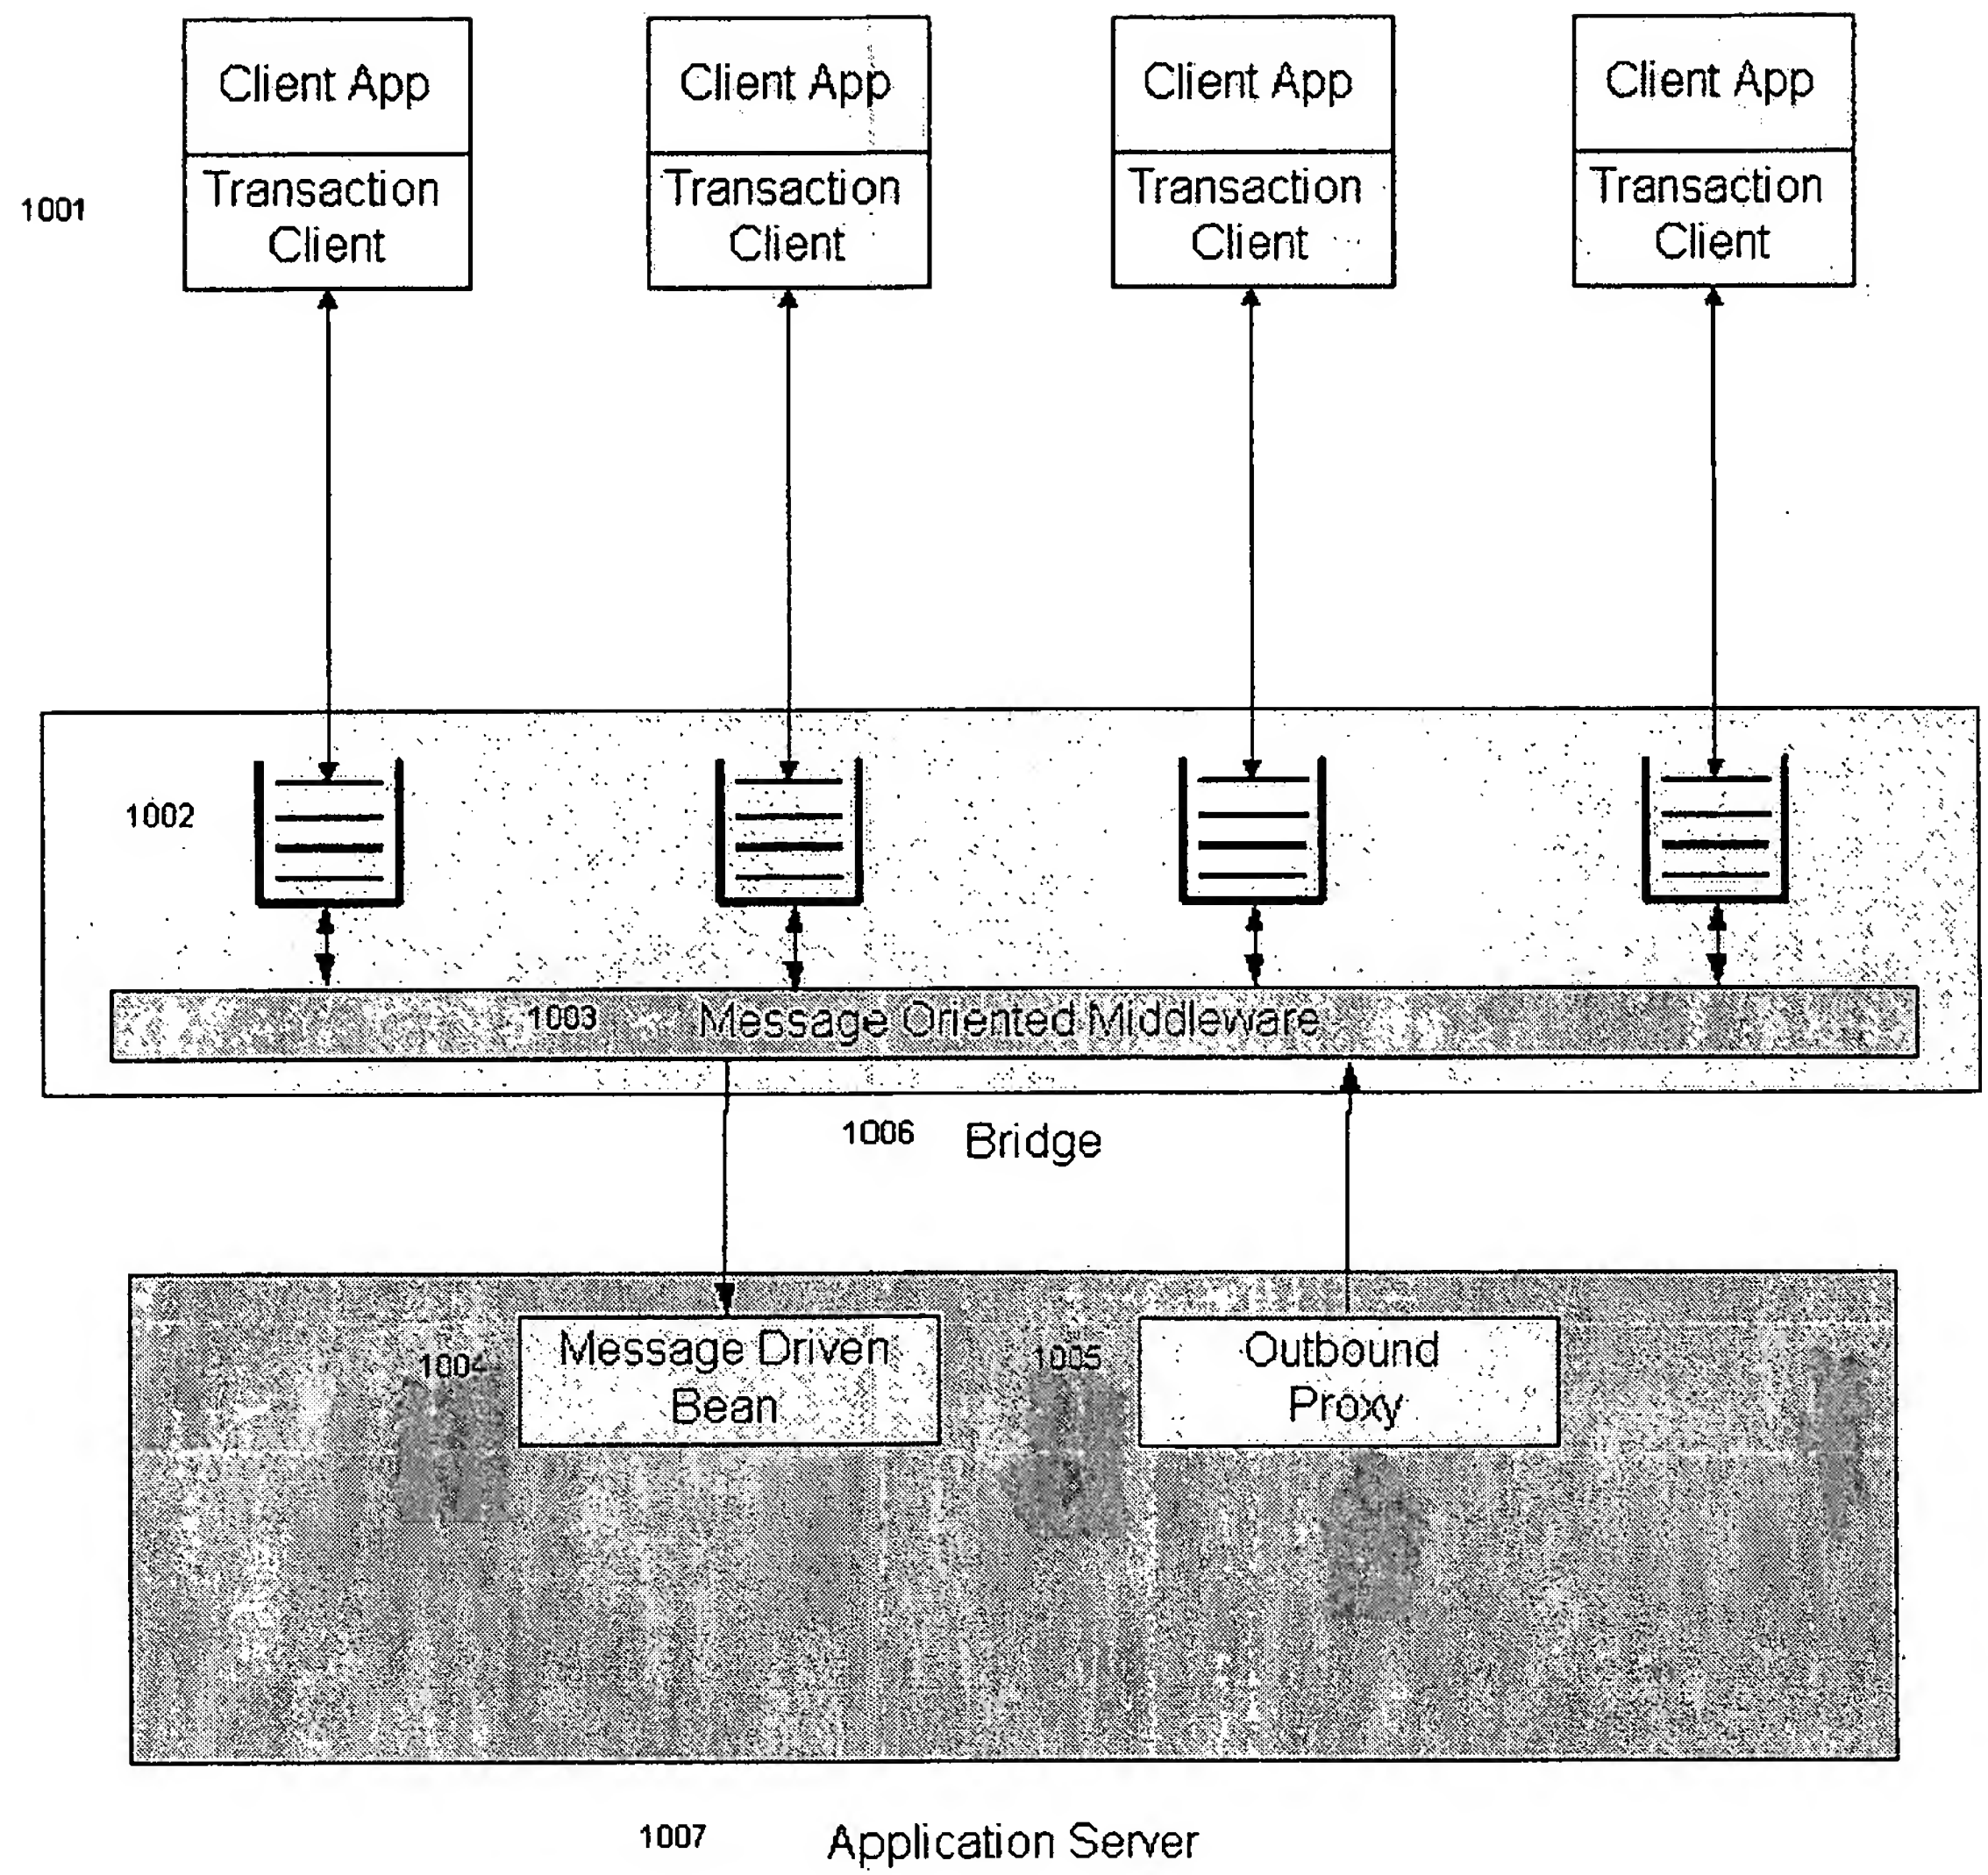 Client App Client App Client App Client App
1001 Transaction Transaction Transaction Transaction
Client Client Client Client
1002
1003 Message Oriented Middleware
1006 Bridge
1004 Message Driven 1005 Outbound
Bean Proxy
1007 Application Server